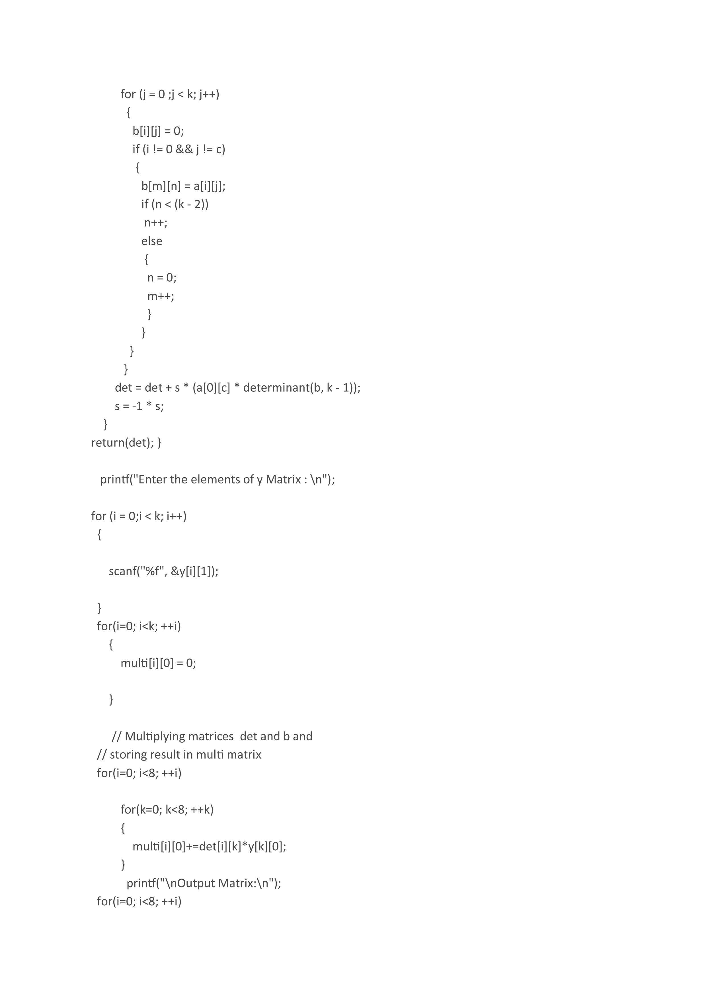 for (j = 0 ;j < k; j++)
{
b[i][j] = 0;
if (i != 0 && j != c)
{
b[m][n] = a[i][j];
if (n < (k - 2))
n++;
else
{
n = 0;
m++;
}
}
}
}
det = det + s * (a[0][c] * determinant(b, k - 1));
s = -1 * s;
}
return(det); }
printf("Enter the elements of y Matrix : \n");
for (i = 0;i < k; i++)
{
scanf("%f", &y[i][1]);
}
for(i=0; i<k; ++i)
{
multi[i][0] = 0;
}
// Multiplying matrices  det and b and
// storing result in multi matrix
for(i=0; i<8; ++i)
for(k=0; k<8; ++k)
{
multi[i][0]+=det[i][k]*y[k][0];
}
printf("\nOutput Matrix:\n");
for(i=0; i<8; ++i)